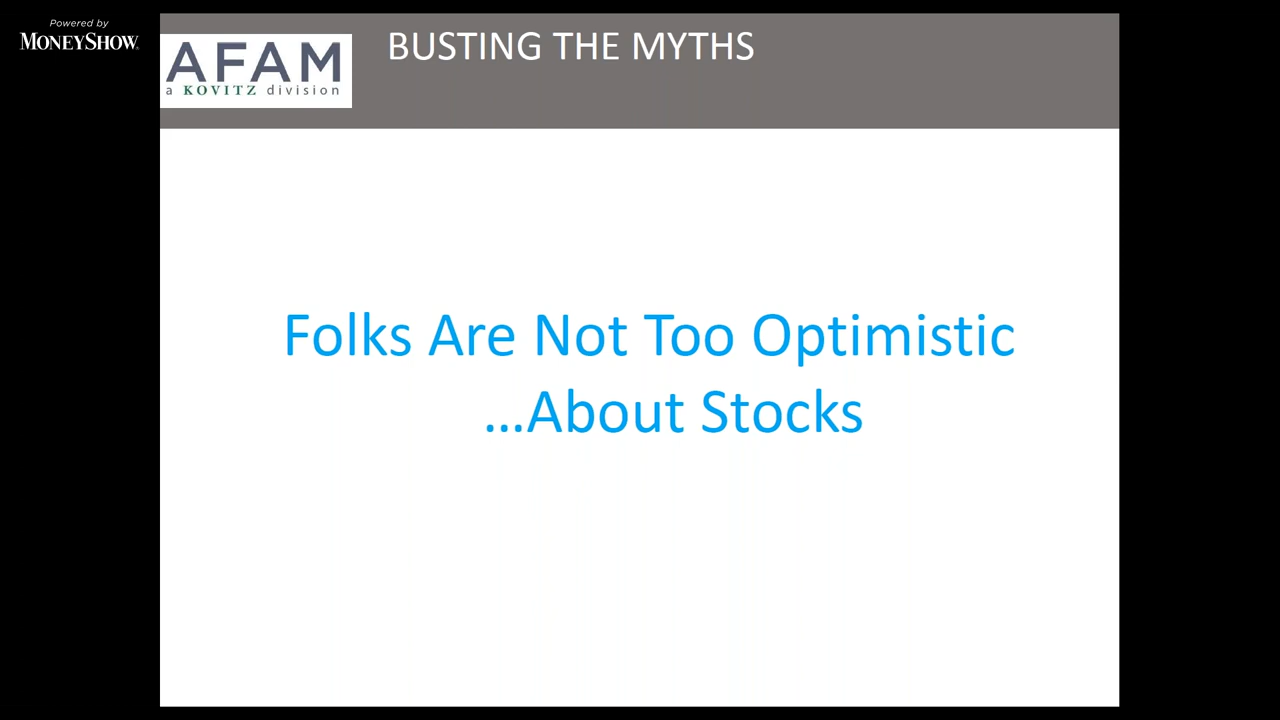 Powered by
MONEYSHOW.
AFAM
a KOVITZ division
BUSTING THE MYTHS
Folks Are Not Too Optimistic
...About Stocks